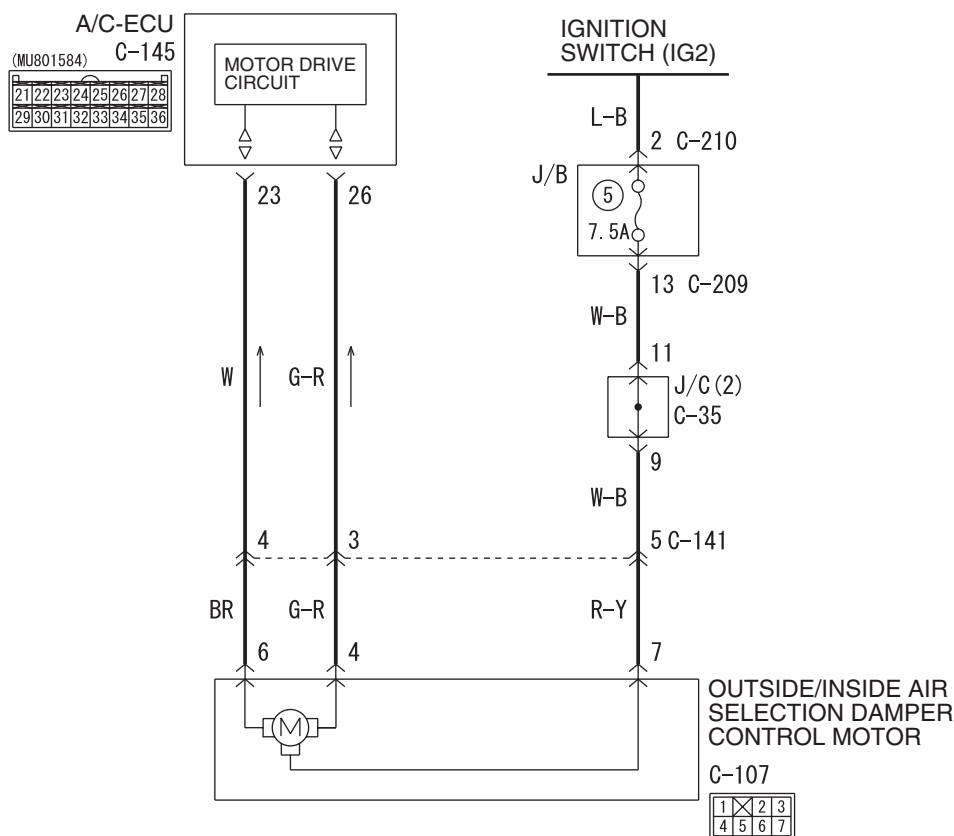 A/C-ECU
C-145
(MU801584)
21 22 23 24 25 26 27 28
29 30 31 32 33 34 35 36
MOTOR DRIVE
CIRCUIT
23
26
IGNITION
SWITCH (IG2)
L-B
2 C-210
J/B
5
7.5A
13 C-209
W-B
11
J/C(2)
C-35
9
W-B
W
G-R
4
3
5 C-141
BR
G-R
R-Y
6
4
7
M
OUTSIDE/INSIDE AIR
SELECTION DAMPER
CONTROL MOTOR
C-107
1 2 3
4 5 6 7